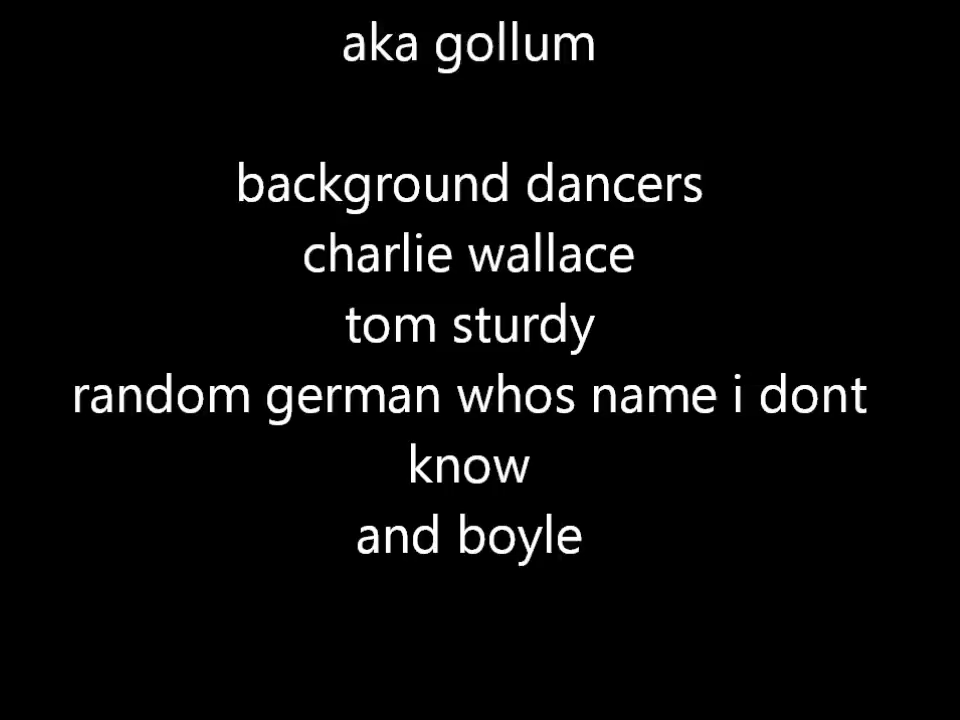 aka gollum
background dancers
charlie wallace
tom sturdy
random german whos name i dont
know
and boyle